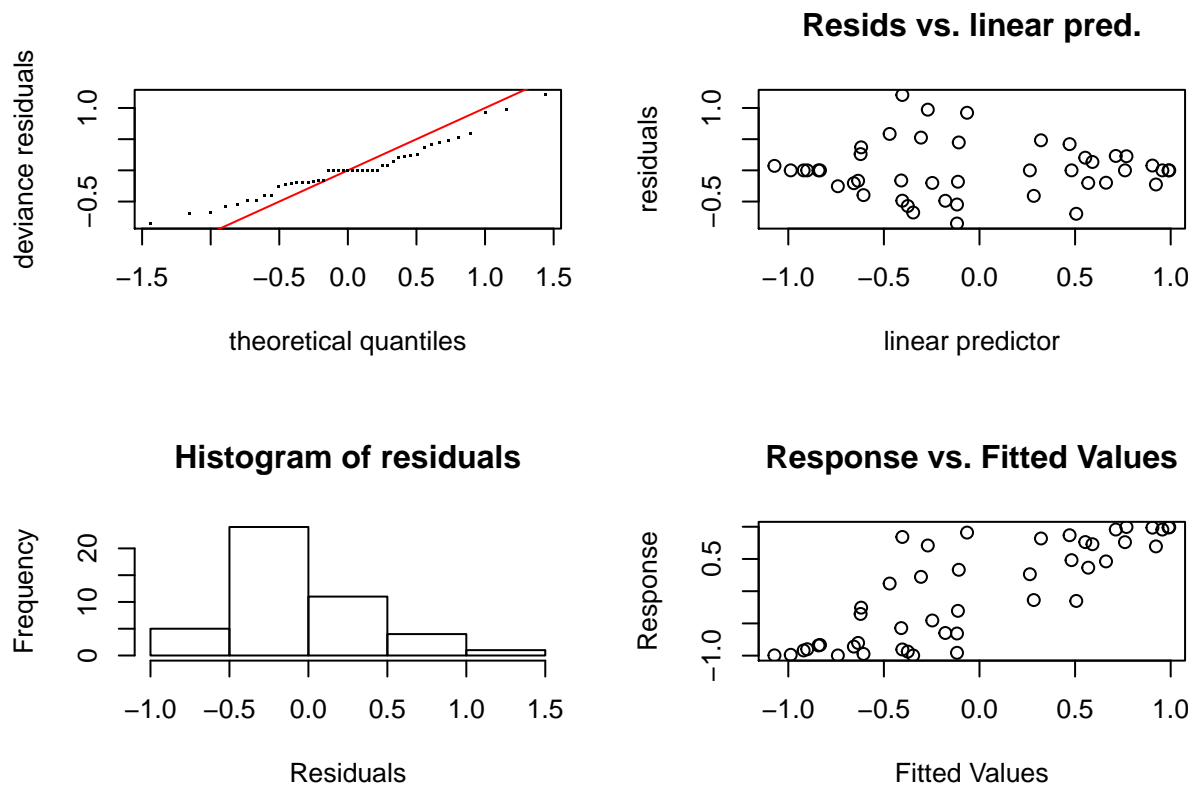 deviance residuals
1.0
−0.5
−1.5
−0.5
0.0
0.5
1.0
1.5
theoretical quantiles
Resids vs. linear pred.
residuals
1.0
−0.5
−1.0
−0.5
0.0
0.5
1.0
linear predictor
Histogram of residuals
Frequency
20
10
0
−1.0
−0.5
0.0
0.5
1.0
1.5
Residuals
Response vs. Fitted Values
Response
0.5
−1.0
−1.0
−0.5
0.0
0.5
1.0
Fitted Values